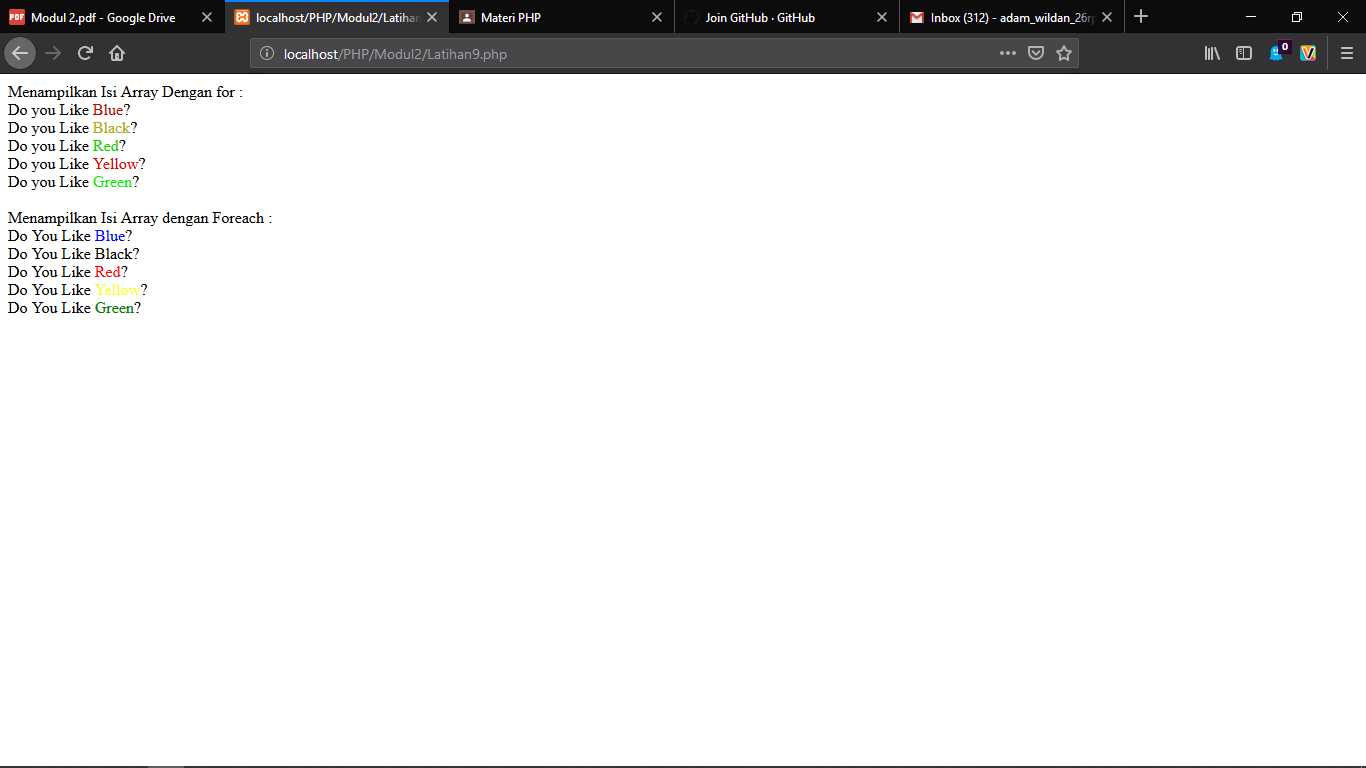 Modul 2.pdf - Google Drive
localhost/PHP/Modul2/Latihan
Materi PHP
Join GitHub · GitHub
Inbox (312) - adam_wildan_26rp
localhost/PHP/Modul2/Latihan9.php
0
Menampilkan Isi Array Dengan for :
Do you Like Blue?
Do you Like Black?
Do you Like Red?
Do you Like Yellow?
Do you Like Green?
Menampilkan Isi Array dengan Foreach :
Do You Like Blue?
Do You Like Black?
Do You Like Red?
Do You Like Yellow?
Do You Like Green?